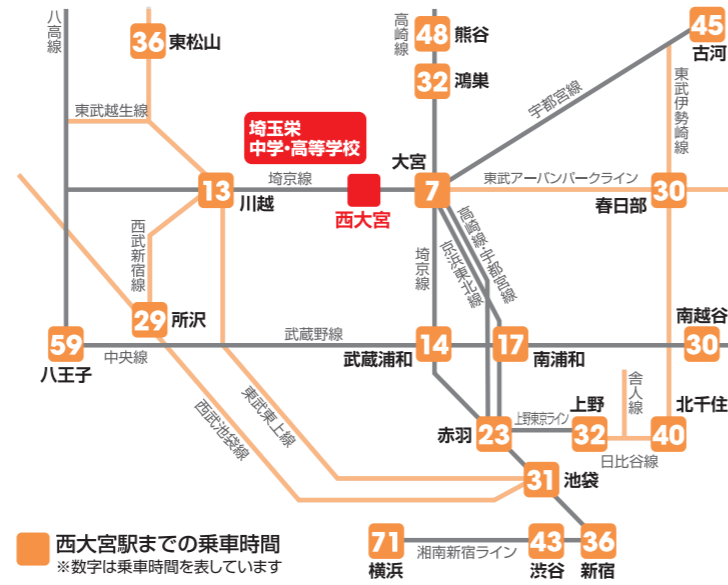 八高線
36
東松山
高崎線
48
熊谷
45
古河
32
鴻巣
東武越生線
宇都宮線
東武伊勢崎線
埼玉栄
中学・高等学校
大宮
13
川越
埼京線
西大宮
7
東武アーバンパークライン
30
春日部
西武新宿線
高崎線・宇都宮線
京浜東北線
埼京線
29
所沢
59
八王子
中央線
武蔵野線
14
武蔵浦和
17
南浦和
南越谷
30
東武東上線
西武池袋線
舎人線
赤羽
23
上野東京ライン
上野
32
北千住
40
日比谷線
31
池袋
71
横浜
湘南新宿ライン
43
渋谷
36
新宿
西大宮駅までの乗車時間
※数字は乗車時間を表しています